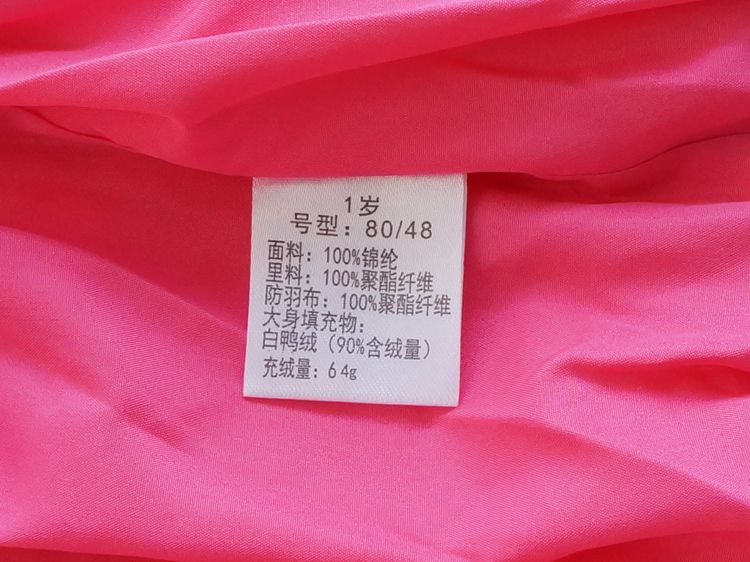 1岁
号型：80/48
面料：100%锦纶
里料：100%聚酯纤维
防羽布：100%聚酯纤维
大身填充物：
白鸭绒（90%含绒量）
充绒量：64g